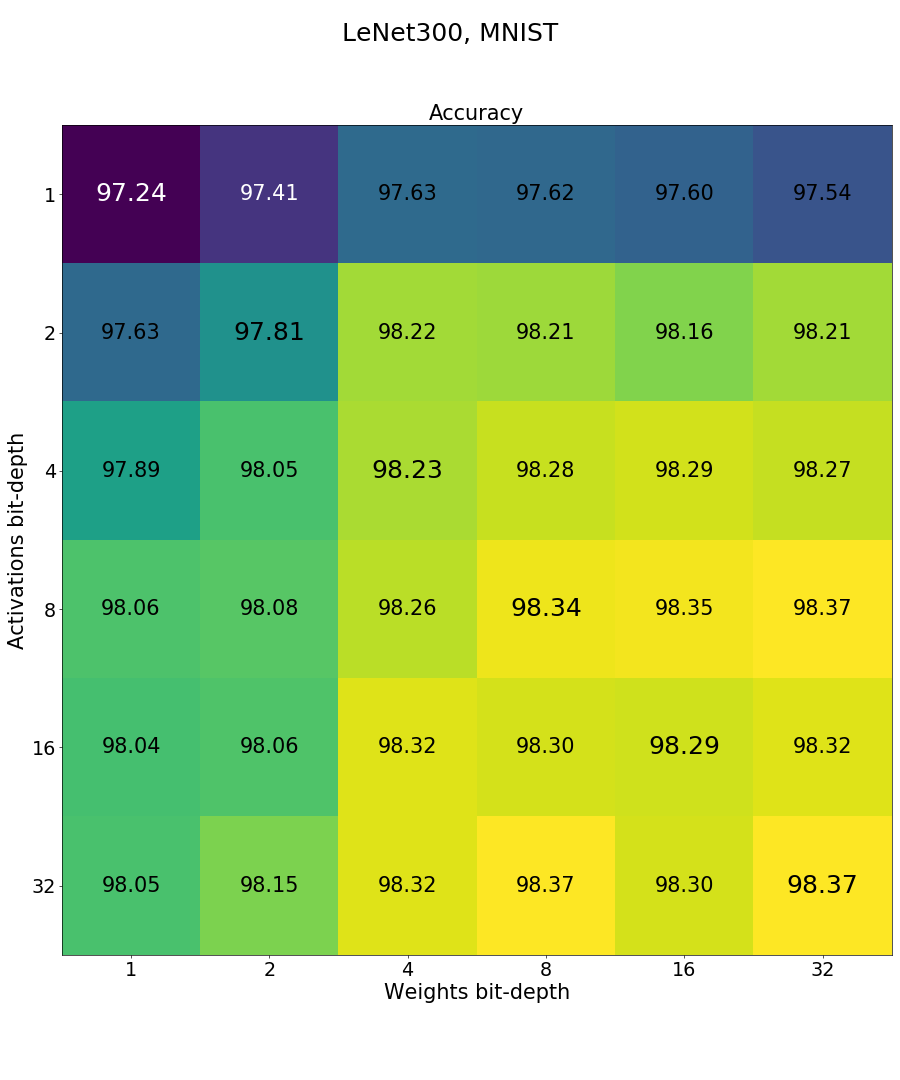 LeNet300, MNIST
Accuracy
Activations bit-depth
1 97.24 97.41 97.63 97.62 97.60 97.54
2 97.63 97.81 98.22 98.21 98.16 98.21
4 97.89 98.05 98.23 98.28 98.29 98.27
8 98.06 98.08 98.26 98.34 98.35 98.37
16 98.04 98.06 98.32 98.30 98.29 98.32
32 98.05 98.15 98.32 98.37 98.30 98.37
1 2 4 8 16 32
Weights bit-depth